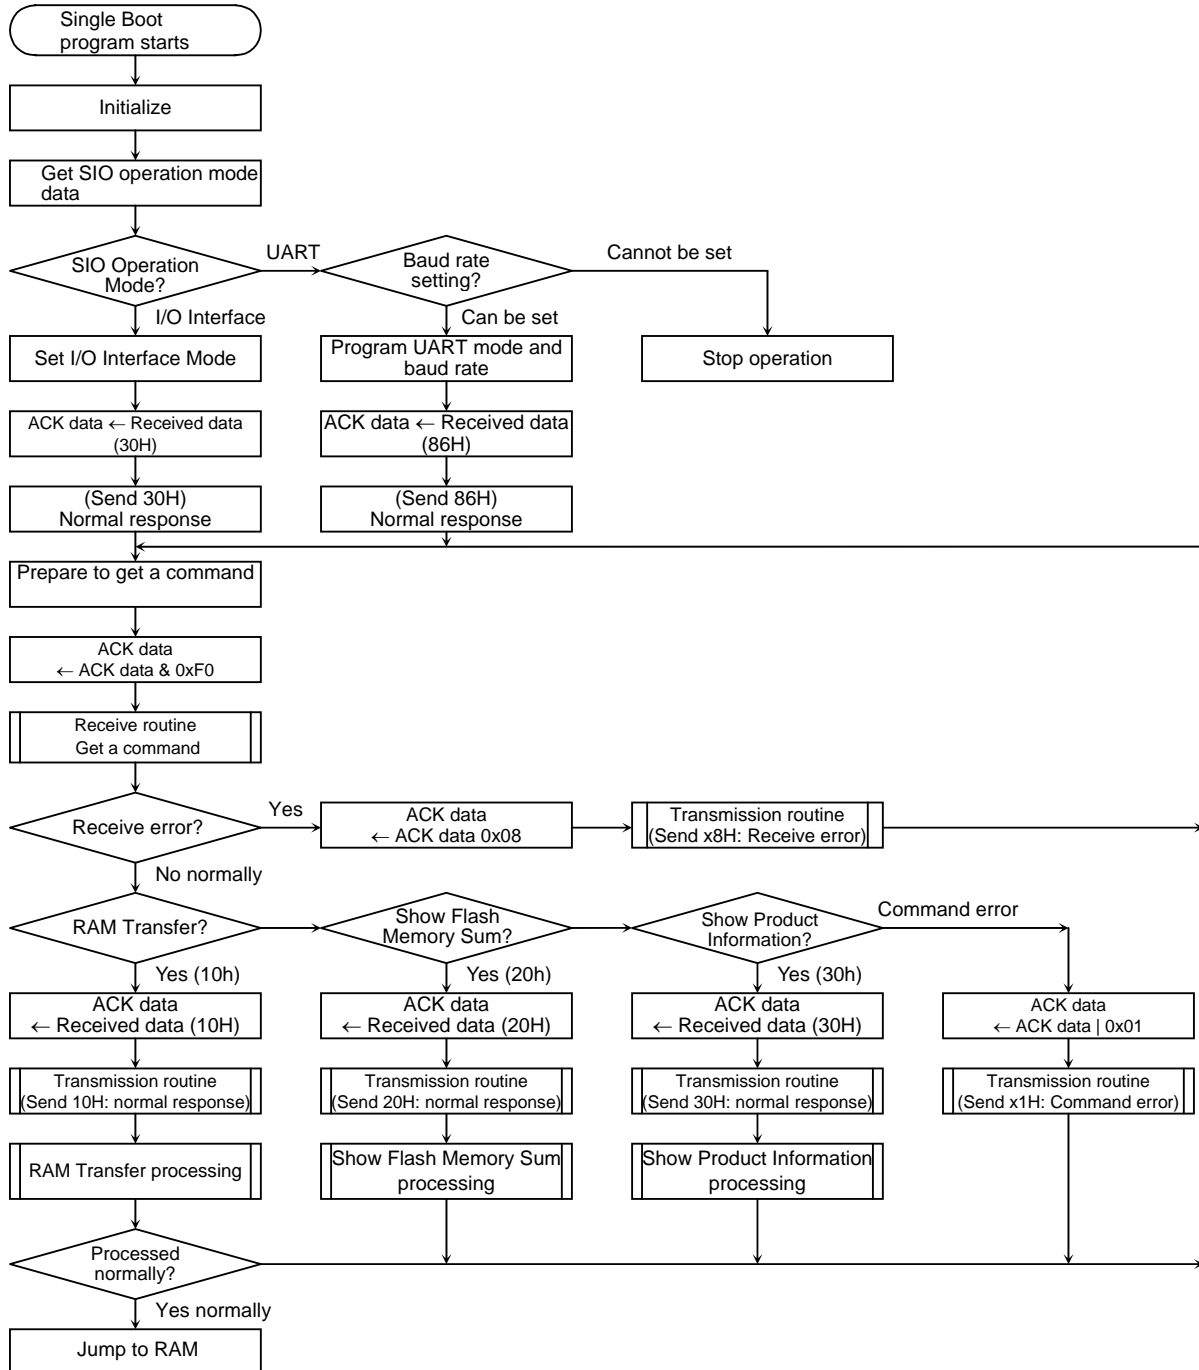 Single Boot
program starts
Initialize
Get SIO operation mode
data
SIO Operation
Mode?
UART
Baud rate
setting?
Cannot be set
I/O Interface
Can be set
Set I/O Interface Mode
Program UART mode and
baud rate
Stop operation
ACK data ← Received data
(30H)
ACK data ← Received data
(86H)
(Send 30H)
Normal response
(Send 86H)
Normal response
Prepare to get a command
ACK data
← ACK data & 0xF0
Receive routine
Get a command
Receive error?
Yes
ACK data
← ACK data 0x08
Transmission routine
(Send x8H: Receive error)
No normally
RAM Transfer?
Show Flash
Memory Sum?
Show Product
Information?
Command error
Yes (10h)
Yes (20h)
Yes (30h)
ACK data
← Received data (10H)
ACK data
← Received data (20H)
ACK data
← Received data (30H)
ACK data
← ACK data | 0x01
Transmission routine
(Send 10H: normal response)
Transmission routine
(Send 20H: normal response)
Transmission routine
(Send 30H: normal response)
Transmission routine
(Send x1H: Command error)
RAM Transfer processing
Show Flash Memory Sum
processing
Show Product Information
processing
Processed
normally?
Yes normally
Jump to RAM